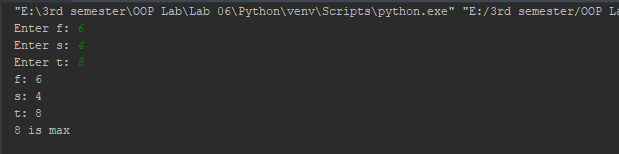 "E:\3rd semester\OOP Lab\Lab 06\Python\venv\Scripts\python.exe" "E:/3rd semester/OOP La
Enter f: 6
Enter s: 4
Enter t: 8
f: 6
s: 4
t: 8
8 is max